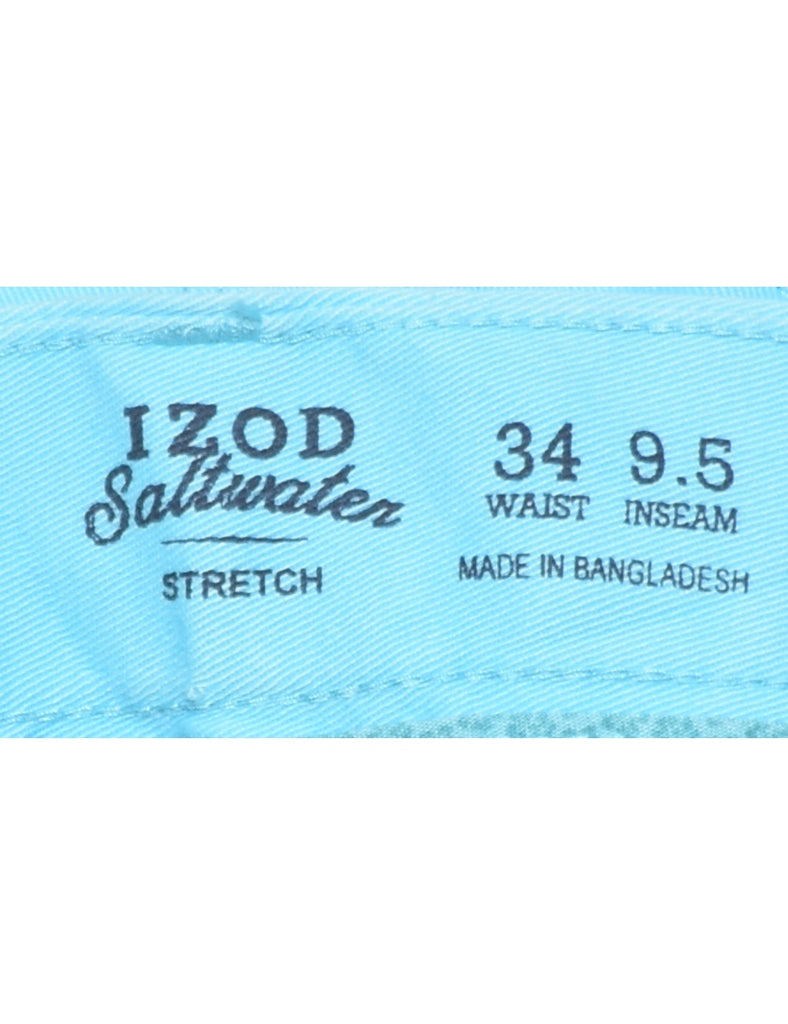 IZOD
Saltwater
STRETCH
34 9.5
WAIST INSEAM
MADE IN BANGLADESH